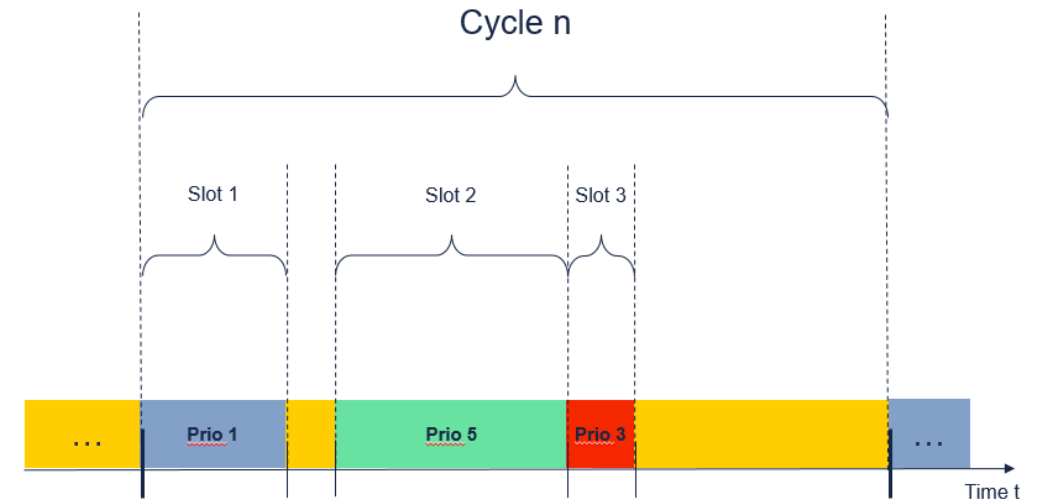 Cycle n
Slot 1
Slot 2
Slot 3
...
Prio 1
Prio 5
Prio 3
...
Time t